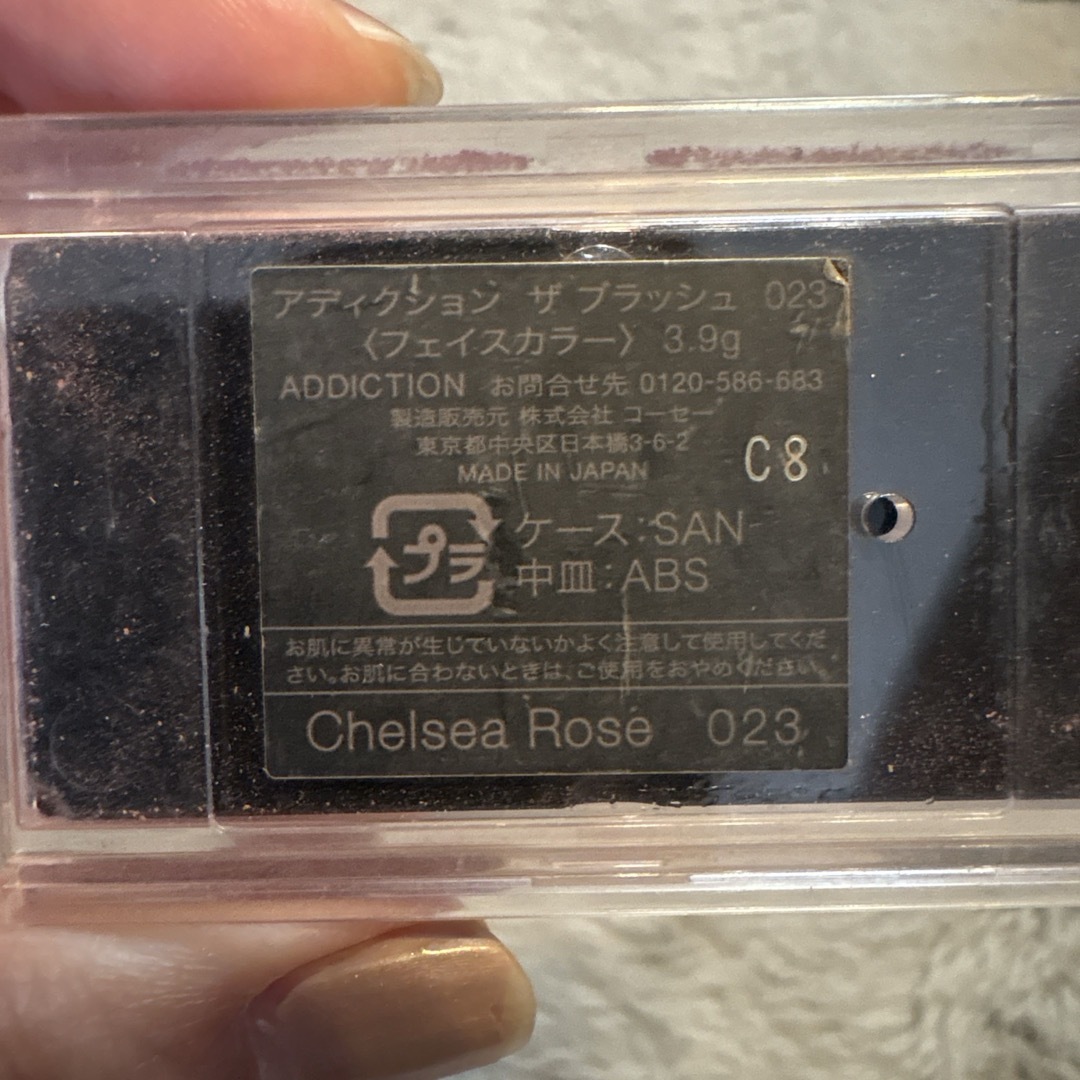 アディクション ザ ブラッシュ 023
〈フェイスカラー〉 3.9g
ADDICTION お問合せ先 0120-586-683
製造販売元 株式会社 コーセー
東京都中央区日本橋3-6-2
MADE IN JAPAN
C8
プラ
ケース:SAN
中皿:ABS
お肌に異常が生じていないかよく注意して使用してくだ
さい。お肌に合わないときは、ご使用をおやめください。
Chelsea Rose 023